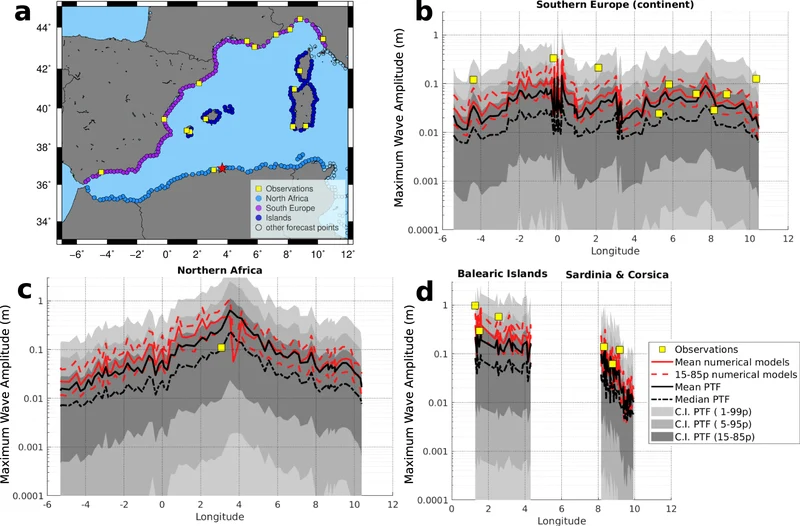 a
44°
42°
40°
38°
36°
34°
−6° −4° −2° 0° 2° 4° 6° 8° 10° 12°
Observations
North Africa
South Europe
Islands
other forecast points
b
Southern Europe (continent)
Maximum Wave Amplitude (m)
1
0.1
0.01
0.001
0.0001
-6 -4 -2 0 2 4 6 8 10 12
Longitude
c
Northern Africa
Maximum Wave Amplitude (m)
1
0.1
0.01
0.001
0.0001
-6 -4 -2 0 2 4 6 8 10 12
Longitude
d
Balearic Islands Sardinia & Corsica
Maximum Wave Amplitude (m)
1
0.1
0.01
0.001
0.0001
0 2 4 6 8 10 12
Longitude
Observations
Mean numerical models
15-85p numerical models
Mean PTF
Median PTF
C.I. PTF ( 1-99p)
C.I. PTF ( 5-95p)
C.I. PTF (15-85p)